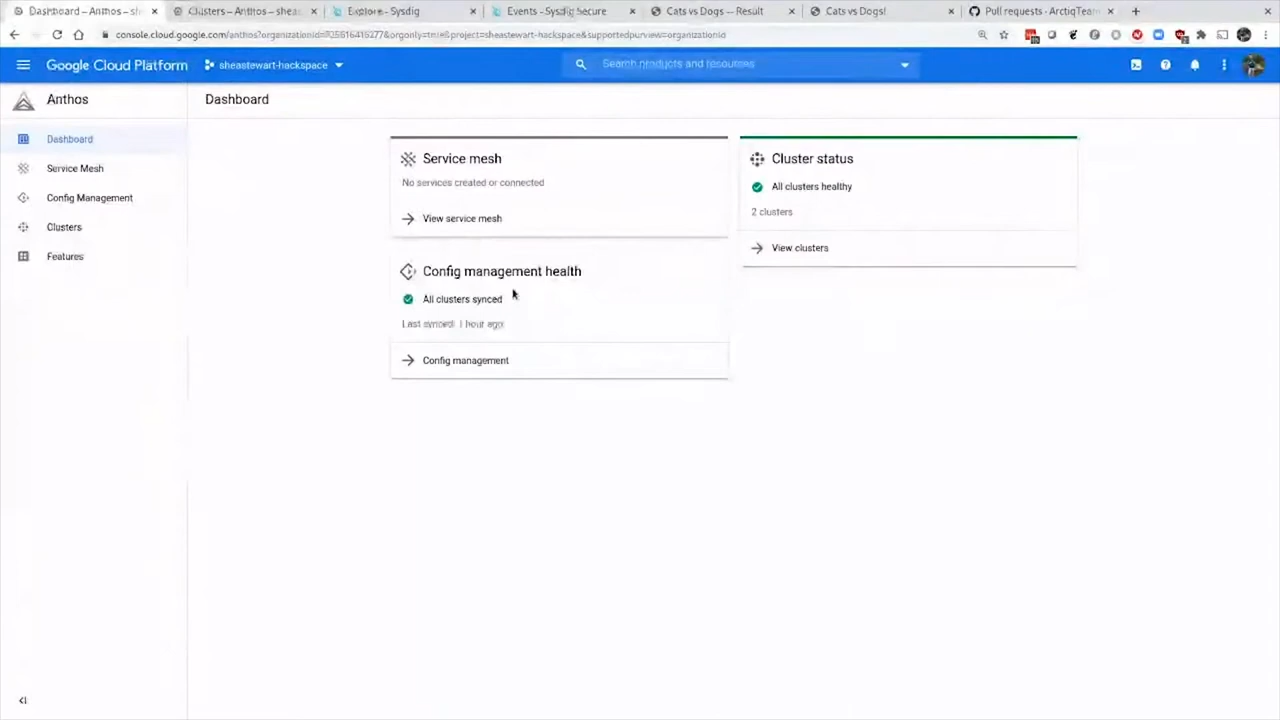 Dashboard – Anthos – sh
Clusters – Anthos – sheas
Explore - Sysdig
Events - Sysdig Secure
Cats vs Dogs -- Result
Cats vs Dogs!
Pull requests · ArctiqTeam
Google Cloud Platform
sheastewart-hackspace
Search products and resources
Anthos
Dashboard
Dashboard
Service Mesh
Config Management
Clusters
Features
Service mesh
No services created or connected
View service mesh
Config management health
All clusters synced
Last synced: 1 hour ago
Config management
Cluster status
All clusters healthy
2 clusters
View clusters